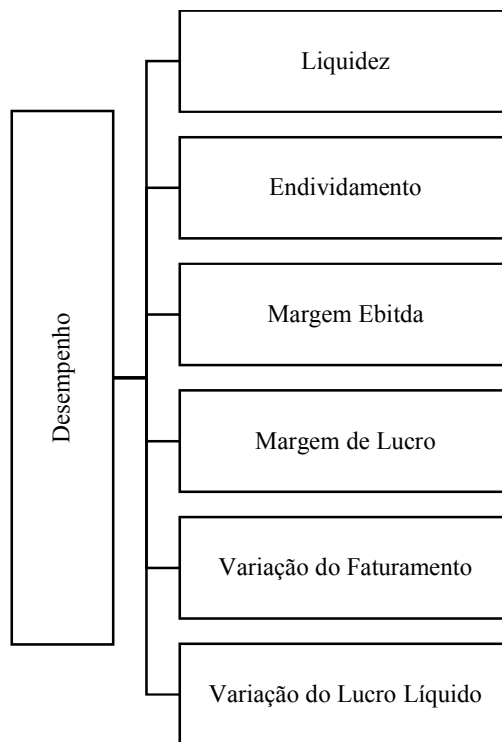 Desempenho
Liquidez
Endividamento
Margem Ebitda
Margem de Lucro
Variação do Faturamento
Variação do Lucro Líquido